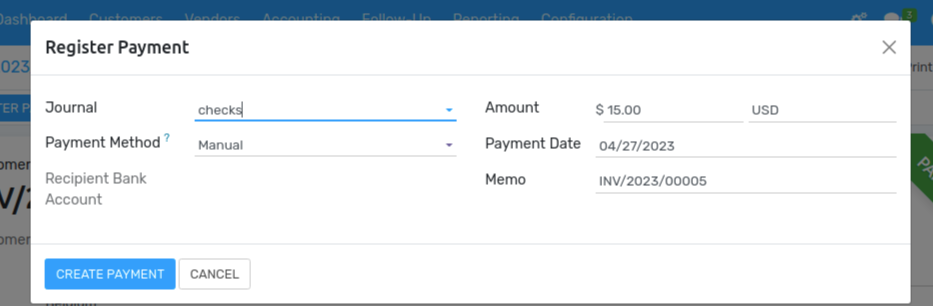 Dashboard Customers Vendors Accounting Follow-Up Reporting Configuration 3
Register Payment
Journal checks
Amount $ 15.00 USD
Payment Method ? Manual
Payment Date 04/27/2023
Recipient Bank
Account
Memo INV/2023/00005
CREATE PAYMENT CANCEL